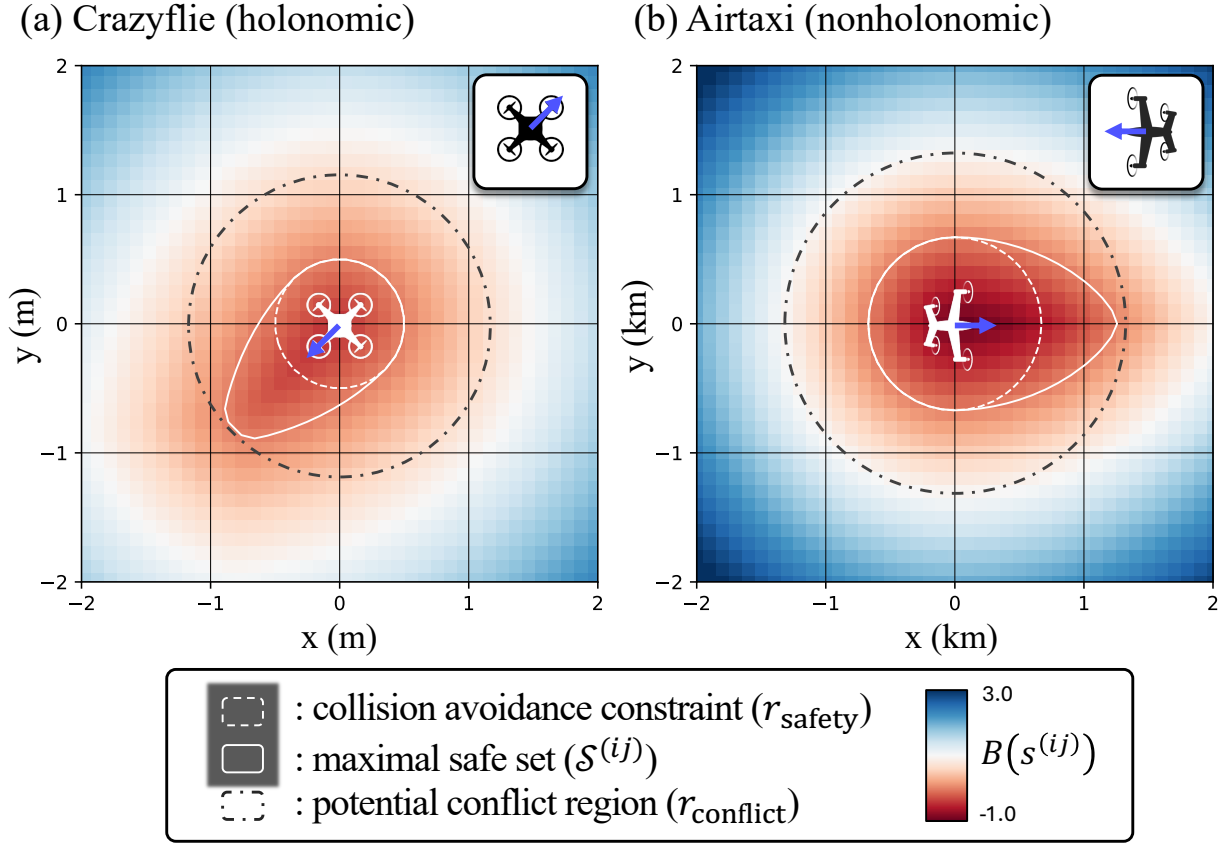 (a) Crazyflie (holonomic)
(b) Airtaxi (nonholonomic)
2
1
0
−1
−2
y (m)
−2
−1
0
1
2
x (m)
2
1
0
−1
−2
y (km)
−2
−1
0
1
2
x (km)
: collision avoidance constraint (r_safety)
: maximal safe set (𝒮^(ij))
: potential conflict region (r_conflict)
3.0
B(s^(ij))
-1.0